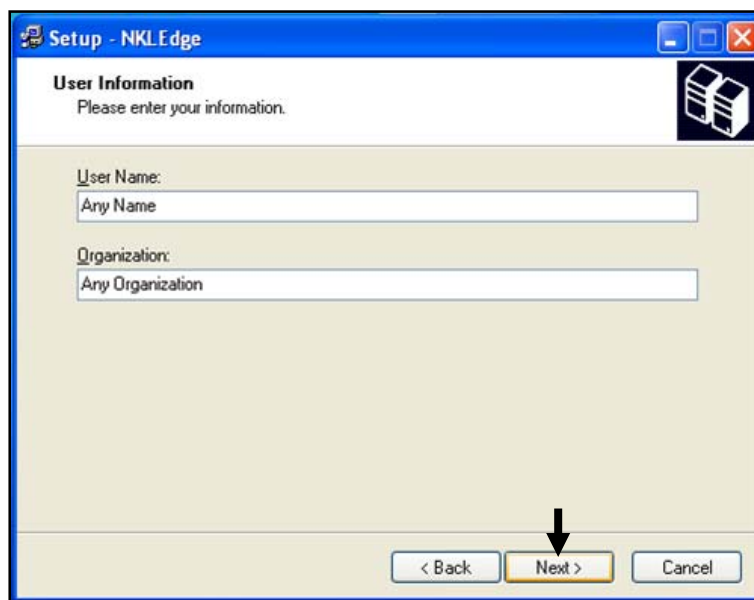 Setup - NKLEdge
User Information
Please enter your information.
User Name:
Any Name
Organization:
Any Organization
< Back Next > Cancel